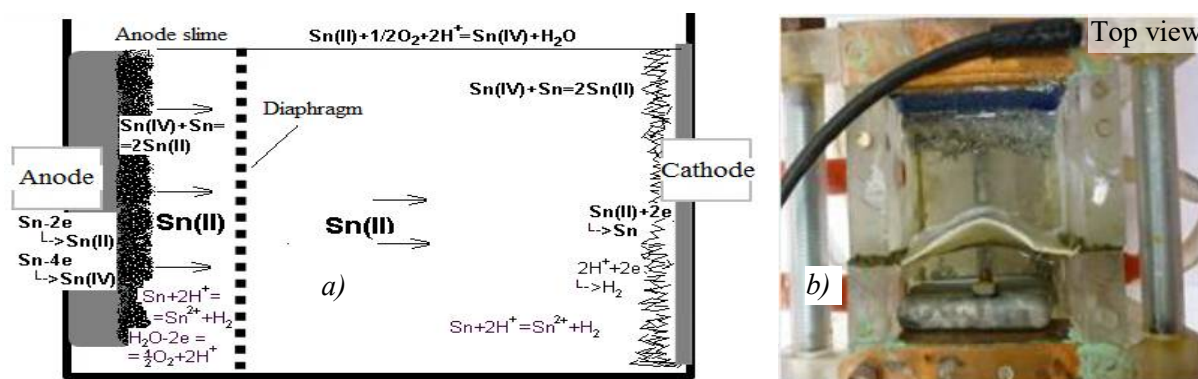 Anode slime
Sn(II)+1/2O₂+2H⁺=Sn(IV)+H₂O
Sn(IV)+Sn=2Sn(II)
Diaphragm
Sn(IV)+Sn=
=2Sn(II)
Anode
Cathode
Sn-2e
└->Sn(II)
Sn-4e
└->Sn(IV)
Sn(II)
Sn(II)
Sn(II)+2e
└->Sn
2H⁺+2e
└->H₂
Sn+2H⁺=
=Sn²⁺+H₂
H₂O-2e =
= ½O₂+2H⁺
Sn+2H⁺=Sn²⁺+H₂
a)
Top view
b)